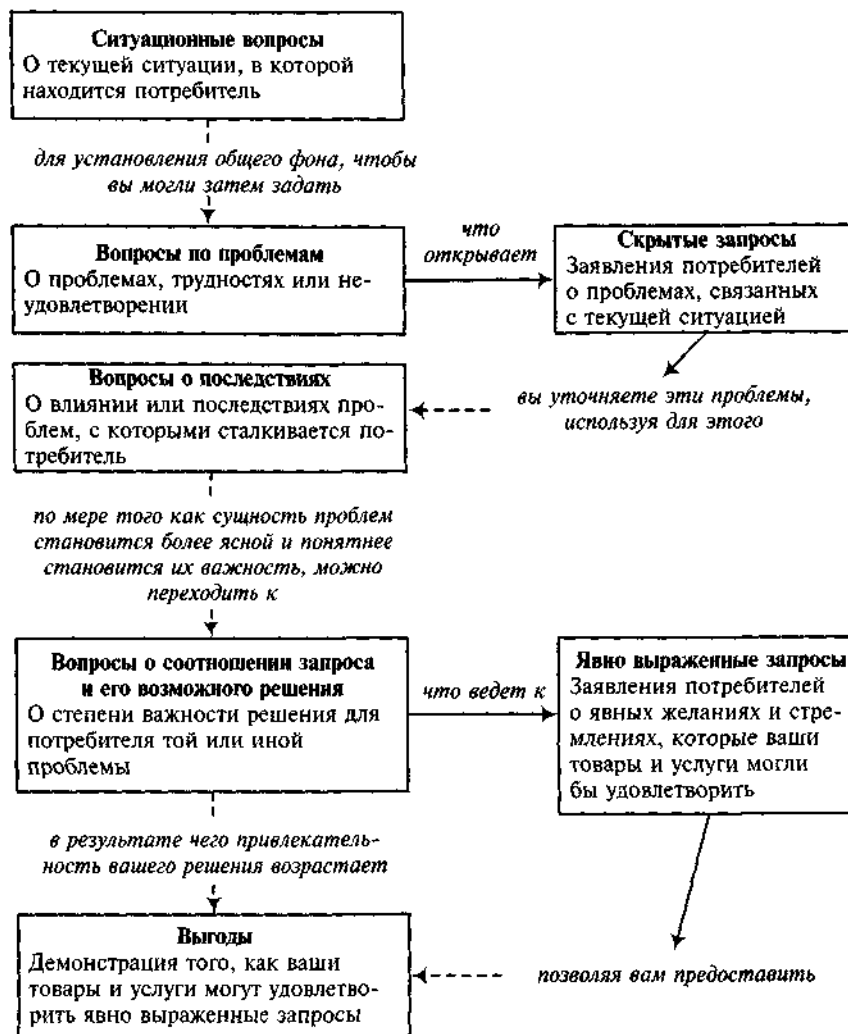 Ситуационные вопросы
О текущей ситуации, в которой
находится потребитель
для установления общего фона, чтобы
вы могли затем задать
Вопросы по проблемам
О проблемах, трудностях или не-
удовлетворении
что
открывает
Скрытые запросы
Заявления потребителей
о проблемах, связанных
с текущей ситуацией
вы уточняете эти проблемы,
используя для этого
Вопросы о последствиях
О влиянии или последствиях про-
блем, с которыми сталкивается по-
требитель
по мере того как сущность проблем
становится более ясной и понятнее
становится их важность, можно
переходить к
Вопросы о соотношении запроса
и его возможного решения
О степени важности решения для
потребителя той или иной
проблемы
что ведет к
Явно выраженные запросы
Заявления потребителей
о явных желаниях и стре-
млениях, которые ваши
товары и услуги могли
бы удовлетворить
в результате чего привлекатель-
ность вашего решения возрастает
Выгоды
Демонстрация того, как ваши
товары и услуги могут удовлетво-
рить явно выраженные запросы
позволяя вам предоставить